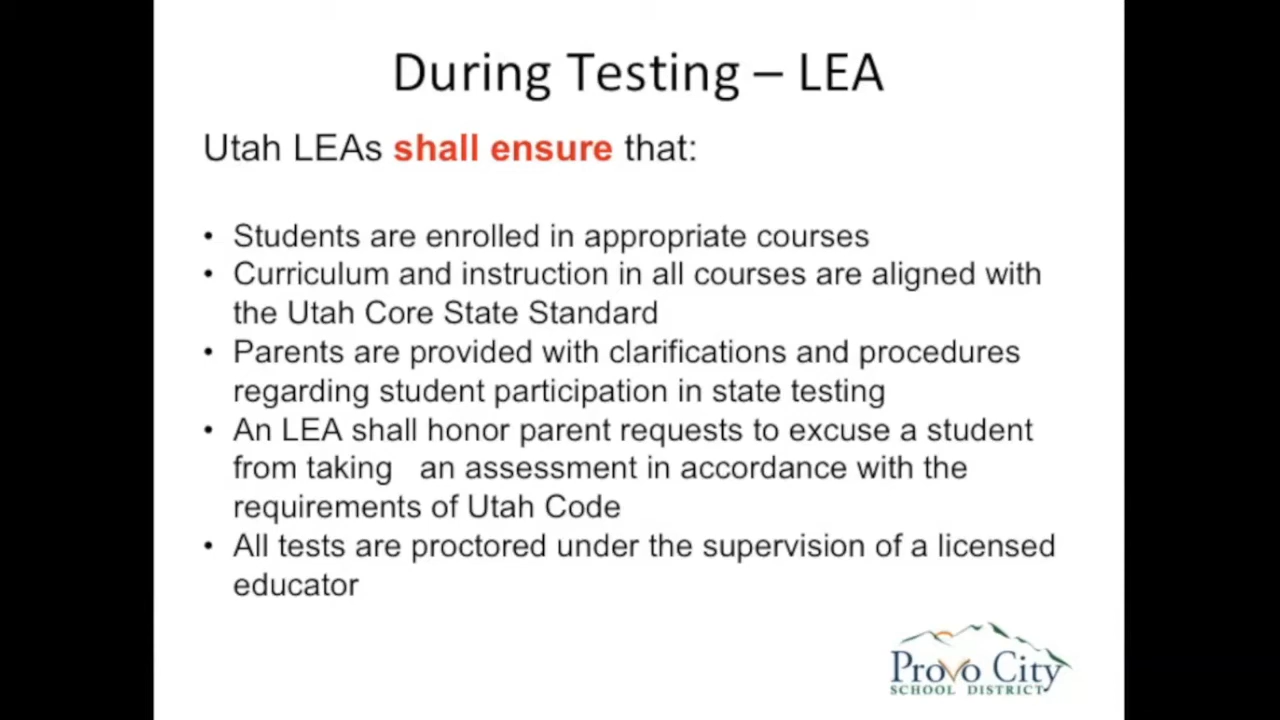 During Testing – LEA
Utah LEAs shall ensure that:
• Students are enrolled in appropriate courses
• Curriculum and instruction in all courses are aligned with
the Utah Core State Standard
• Parents are provided with clarifications and procedures
regarding student participation in state testing
• An LEA shall honor parent requests to excuse a student
from taking   an assessment in accordance with the
requirements of Utah Code
• All tests are proctored under the supervision of a licensed
educator
Provo City
SCHOOL DISTRICT